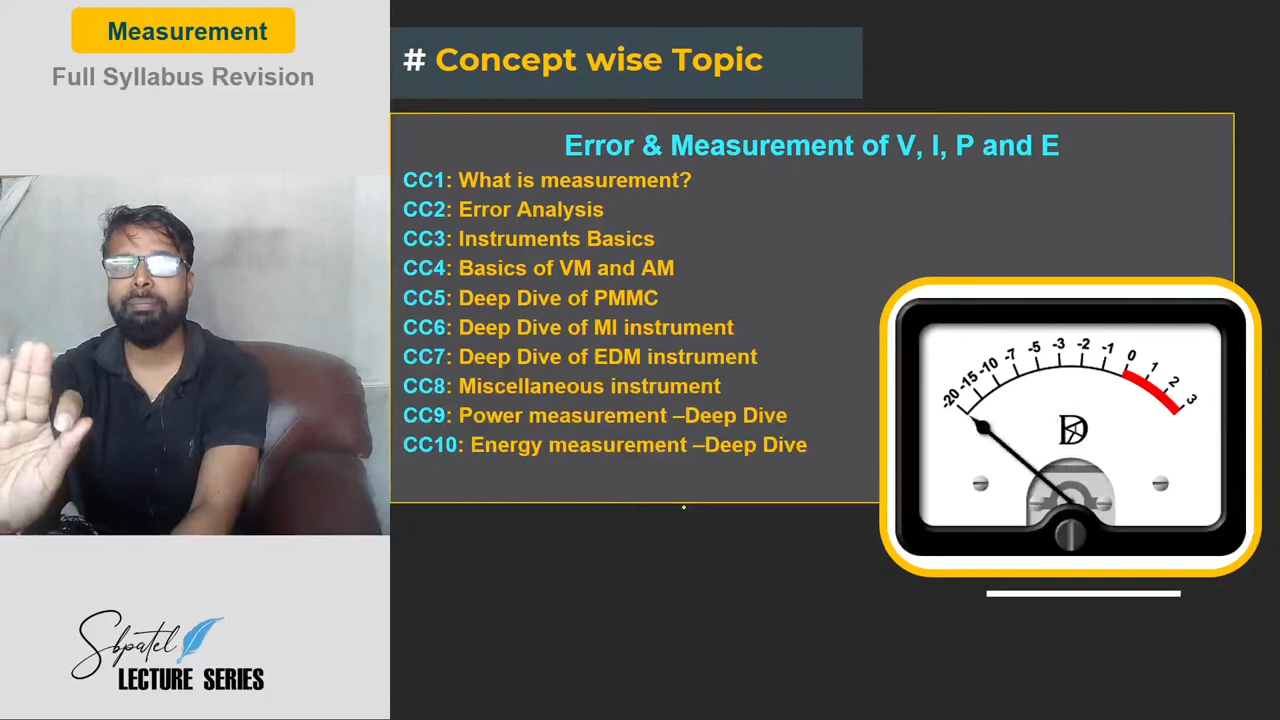 Measurement
Full Syllabus Revision
# Concept wise Topic
Error & Measurement of V, I, P and E
CC1: What is measurement?
CC2: Error Analysis
CC3: Instruments Basics
CC4: Basics of VM and AM
CC5: Deep Dive of PMMC
CC6: Deep Dive of MI instrument
CC7: Deep Dive of EDM instrument
CC8: Miscellaneous instrument
CC9: Power measurement –Deep Dive
CC10: Energy measurement –Deep Dive
-20 -15 -10 -7 -5 -3 -2 -1 0 1 2 3
Sbpatel
LECTURE SERIES